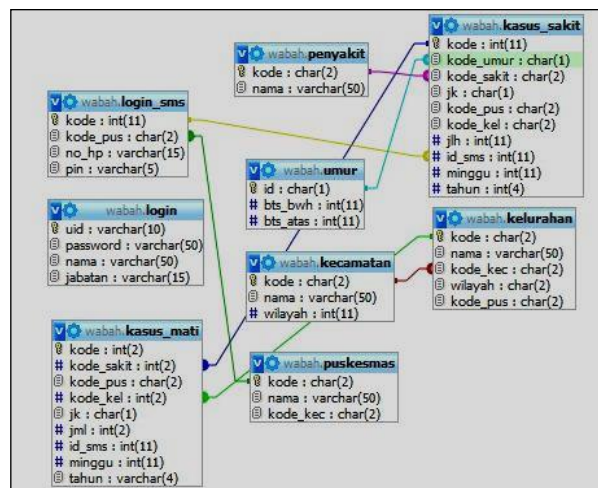 wabah.kasus_sakit
kode : int(11)
kode_umur : char(1)
kode_sakit : char(2)
jk : char(1)
kode_pus : char(2)
kode_kel : char(2)
jlh : int(11)
id_sms : int(11)
minggu : int(11)
tahun : int(4)
wabah.penyakit
kode : char(2)
nama : varchar(50)
wabah.login_sms
kode : int(11)
kode_pus : char(2)
no_hp : varchar(15)
pin : varchar(5)
wabah.umur
id : char(1)
bts_bwh : int(11)
bts_atas : int(11)
wabah.login
uid : varchar(10)
password : varchar(50)
nama : varchar(50)
jabatan : varchar(15)
wabah.kelurahan
kode : char(2)
nama : varchar(50)
kode_kec : char(2)
wilayah : char(2)
kode_pus : char(2)
wabah.kecamatan
kode : char(2)
nama : varchar(50)
wilayah : int(11)
wabah.kasus_mati
kode : int(2)
kode_sakit : int(2)
kode_pus : char(2)
kode_kel : int(2)
jk : char(1)
jml : int(2)
id_sms : int(11)
minggu : int(11)
tahun : varchar(4)
wabah.puskesmas
kode : char(2)
nama : varchar(50)
kode_kec : char(2)